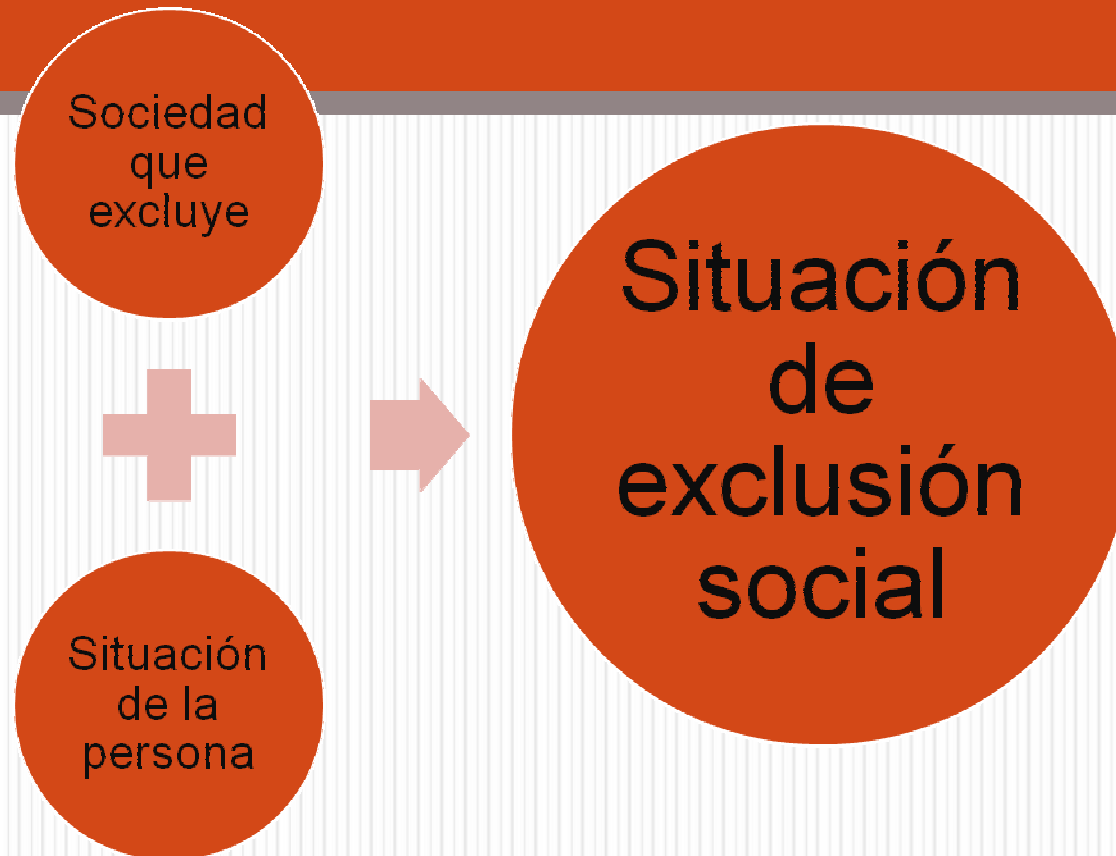 Sociedad
que
excluye
Situación
de la
persona
Situación
de
exclusión
social